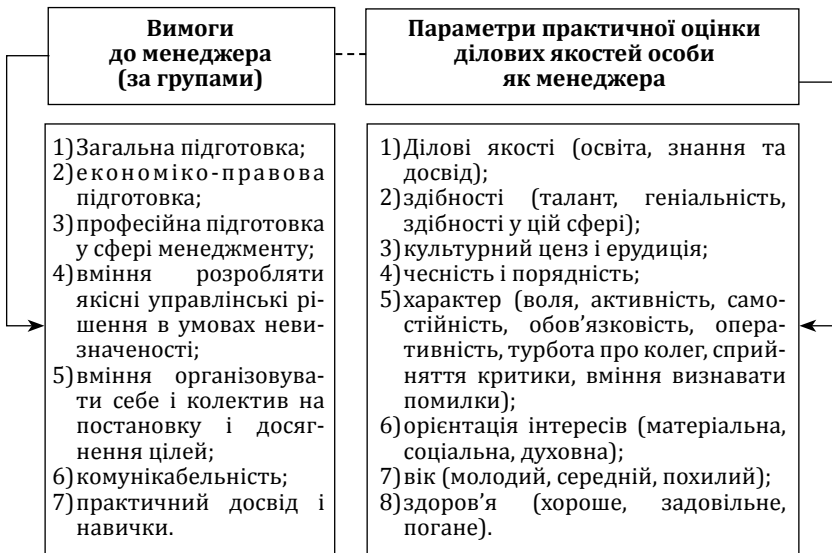 Вимоги
до менеджера
(за групами)
Параметри практичної оцінки
ділових якостей особи
як менеджера
1) Загальна підготовка;
2) економіко-правова
підготовка;
3) професійна підготовка
у сфері менеджменту;
4) вміння розробляти
якісні управлінські рі-
шення в умовах неви-
значеності;
5) вміння організовува-
ти себе і колектив на
постановку і досяг-
нення цілей;
6) комунікабельність;
7) практичний досвід і
навички.
1) Ділові якості (освіта, знання та
досвід);
2) здібності (талант, геніальність,
здібності у цій сфері);
3) культурний ценз і ерудиція;
4) чесність і порядність;
5) характер (воля, активність, само-
стійність, обов’язковість, опера-
тивність, турбота про колег, сприй-
няття критики, вміння визнавати
помилки);
6) орієнтація інтересів (матеріальна,
соціальна, духовна);
7) вік (молодий, середній, похилий);
8) здоров’я (хороше, задовільне,
погане).